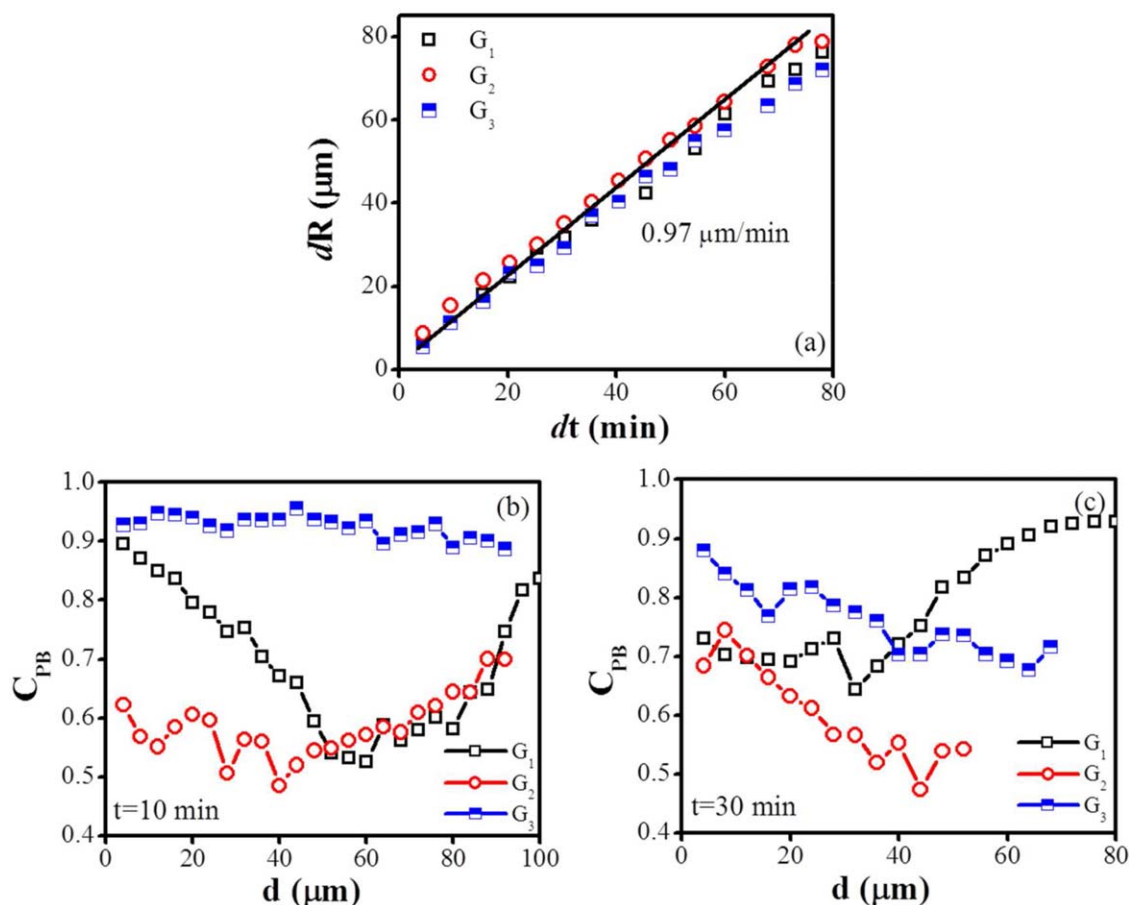 80
60
40
20
0
dR (μm)
G₁
G₂
G₃
0.97 μm/min
(a)
0 20 40 60 80
dt (min)
1.0
0.9
0.8
0.7
0.6
0.5
0.4
C_PB
(b)
t=10 min
G₁
G₂
G₃
0 20 40 60 80 100
d (μm)
1.0
0.9
0.8
0.7
0.6
0.5
0.4
C_PB
(c)
t=30 min
G₁
G₂
G₃
0 20 40 60 80
d (μm)